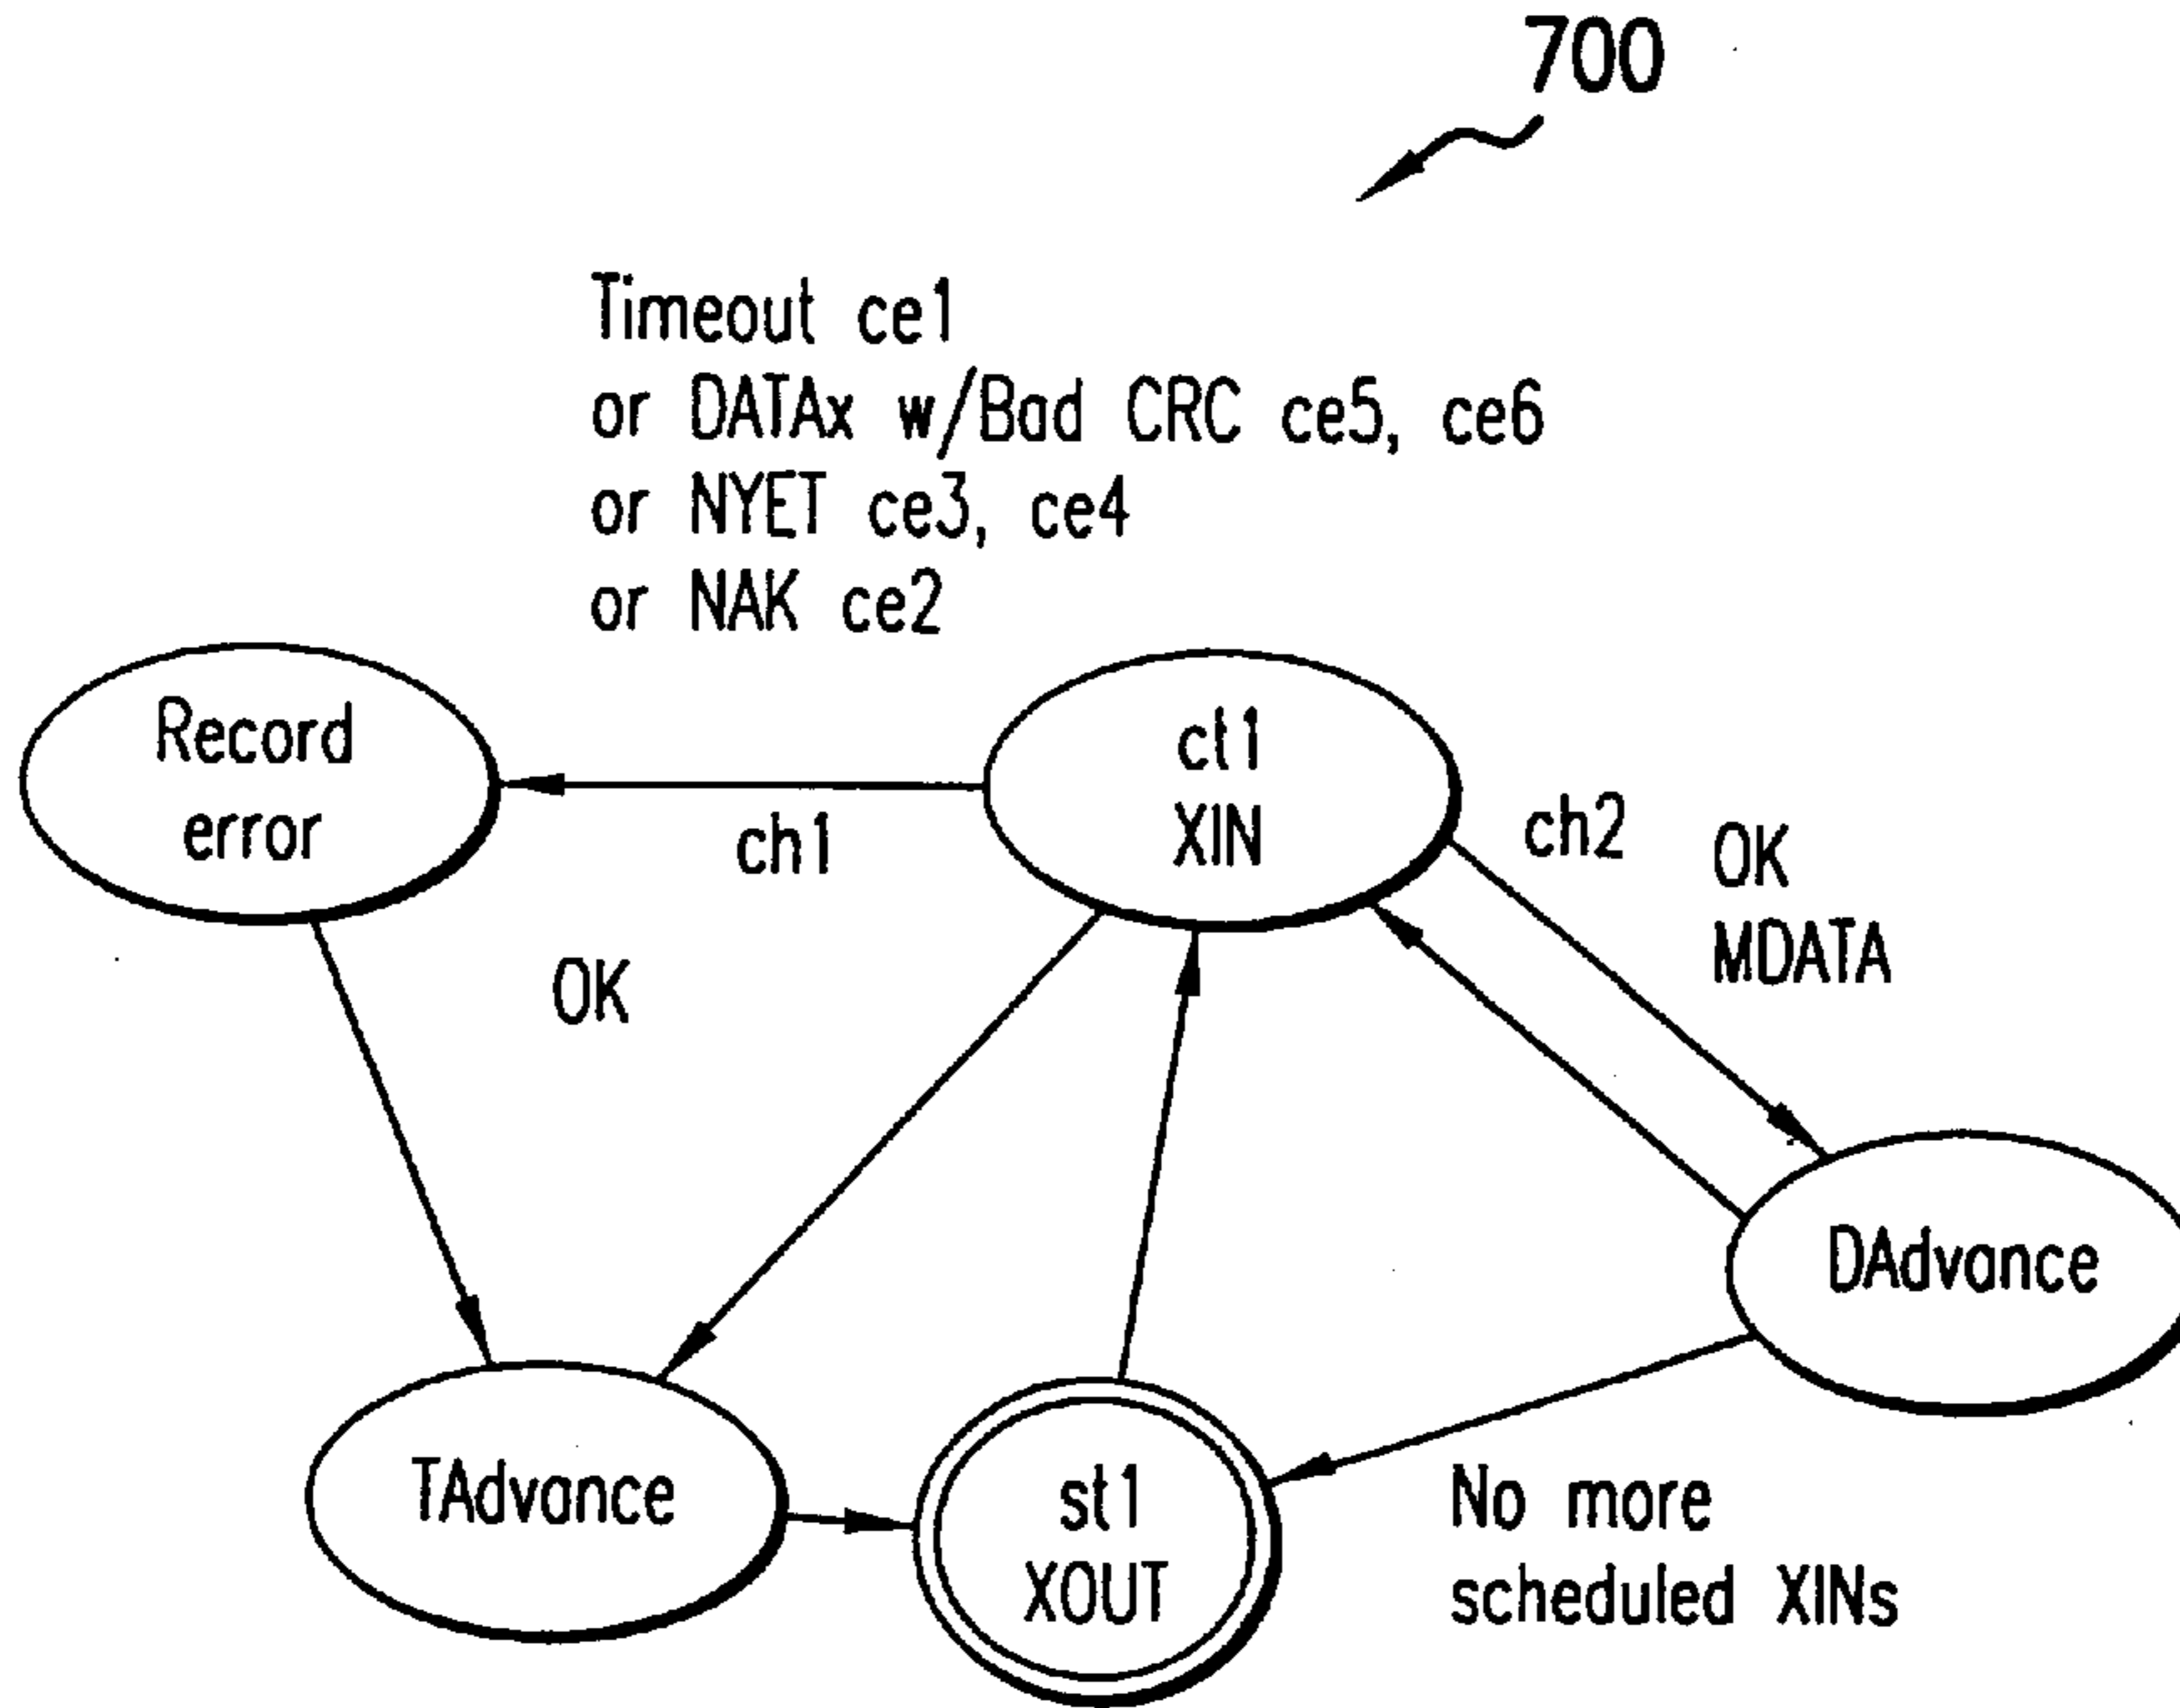 700
Timeout ce1
or DATAx w/Bad CRC ce5, ce6
or NYET ce3, ce4
or NAK ce2
Record
error
ct1
XIN
ch1
ch2
OK
MDATA
OK
DAdvance
TAdvance
st1
XOUT
No more
scheduled XINs